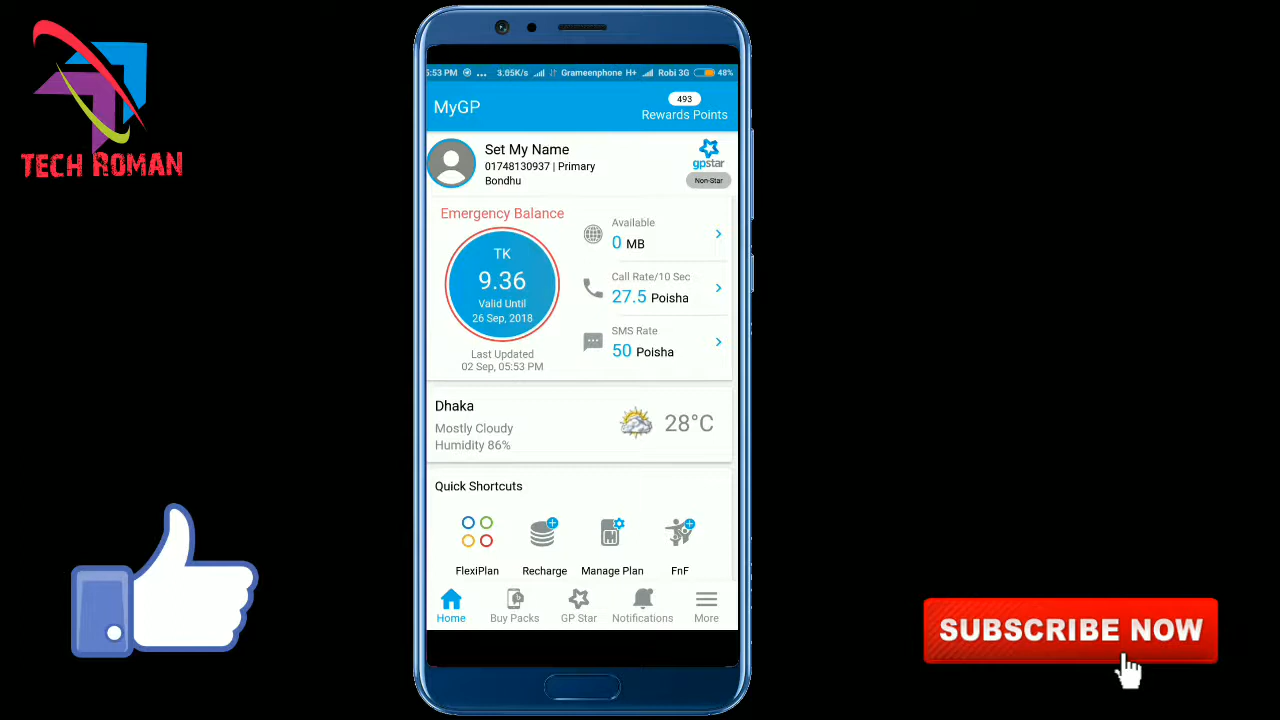 TECH ROMAN
5:53 PM ... 3.65K/s Grameenphone H+ Robi 3G 48%
MyGP
493
Rewards Points
Set My Name
01748130937 | Primary
Bondhu
gpstar
Non-Star
Emergency Balance
TK
9.36
Valid Until
26 Sep, 2018
Last Updated
02 Sep, 05:53 PM
Available
0 MB
Call Rate/10 Sec
27.5 Poisha
SMS Rate
50 Poisha
Dhaka
Mostly Cloudy
Humidity 86%
28°C
Quick Shortcuts
FlexiPlan Recharge Manage Plan FnF
Home Buy Packs GP Star Notifications More
SUBSCRIBE NOW